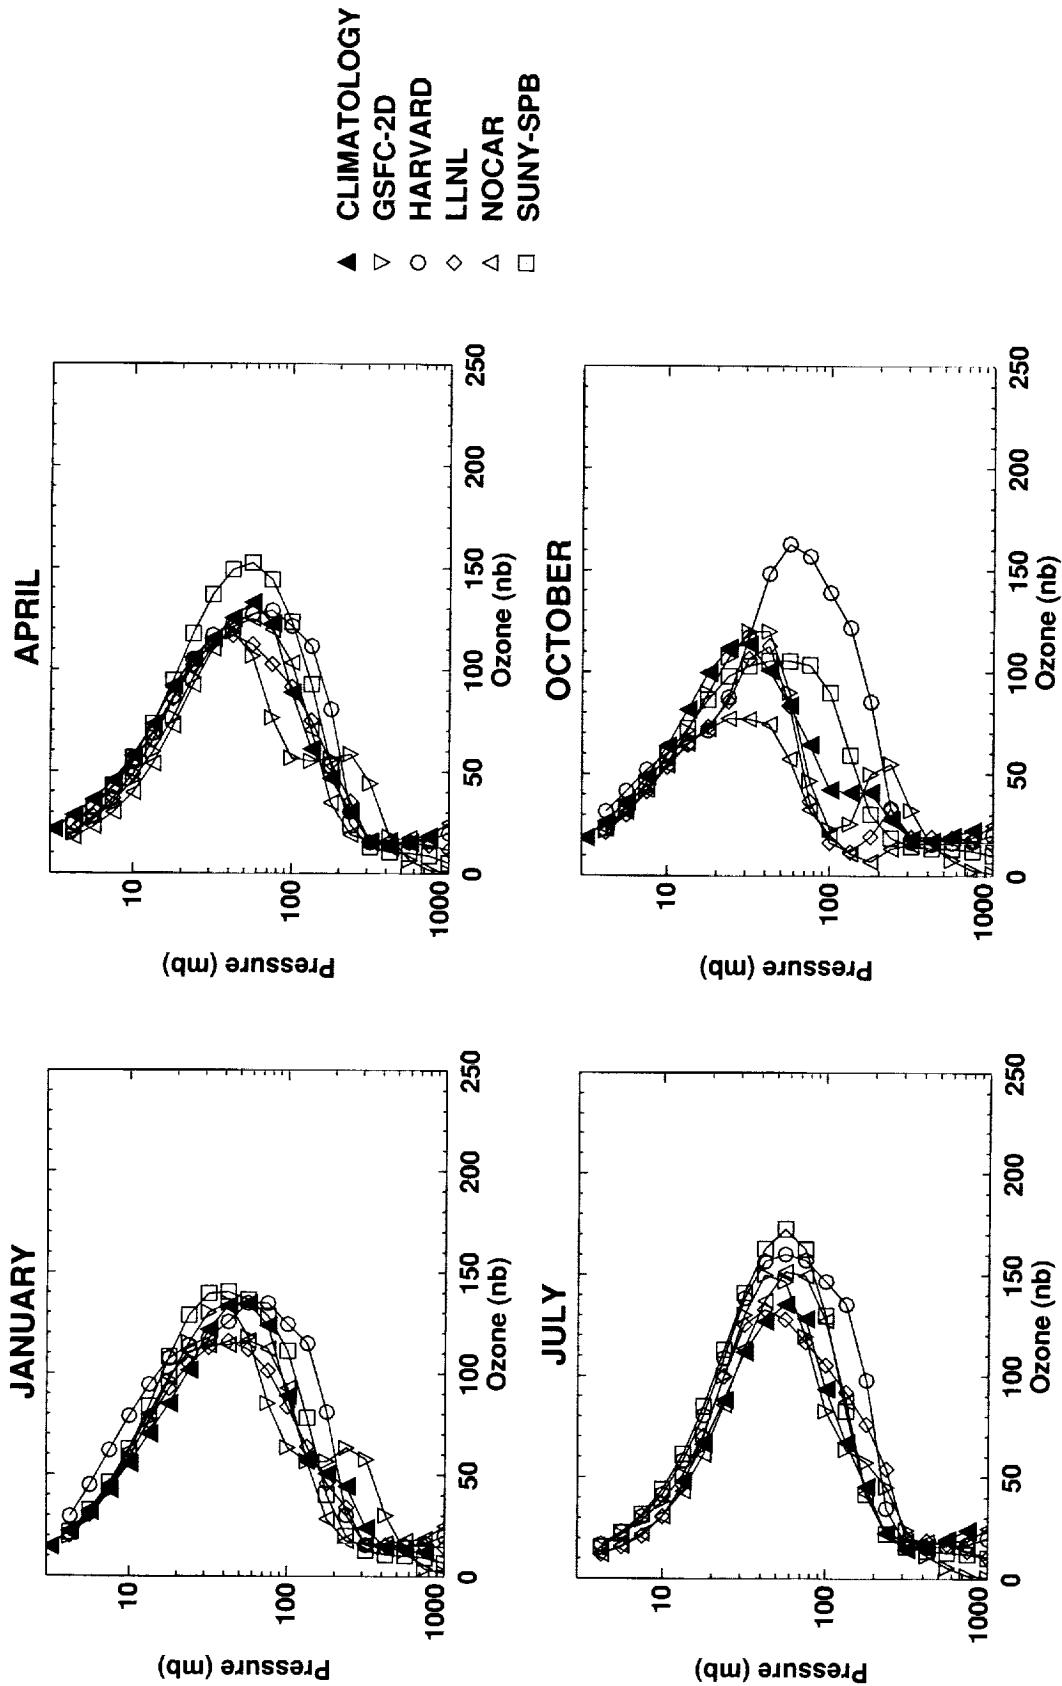 JANUARY
10
100
1000
Pressure (mb)
0
50
100
150
200
250
Ozone (nb)
APRIL
10
100
1000
Pressure (mb)
0
50
100
150
200
250
Ozone (nb)
CLIMATOLOGY
GSFC-2D
HARVARD
LLNL
NOCAR
SUNY-SPB
JULY
10
100
1000
Pressure (mb)
0
50
100
150
200
250
Ozone (nb)
OCTOBER
10
100
1000
Pressure (mb)
0
50
100
150
200
250
Ozone (nb)